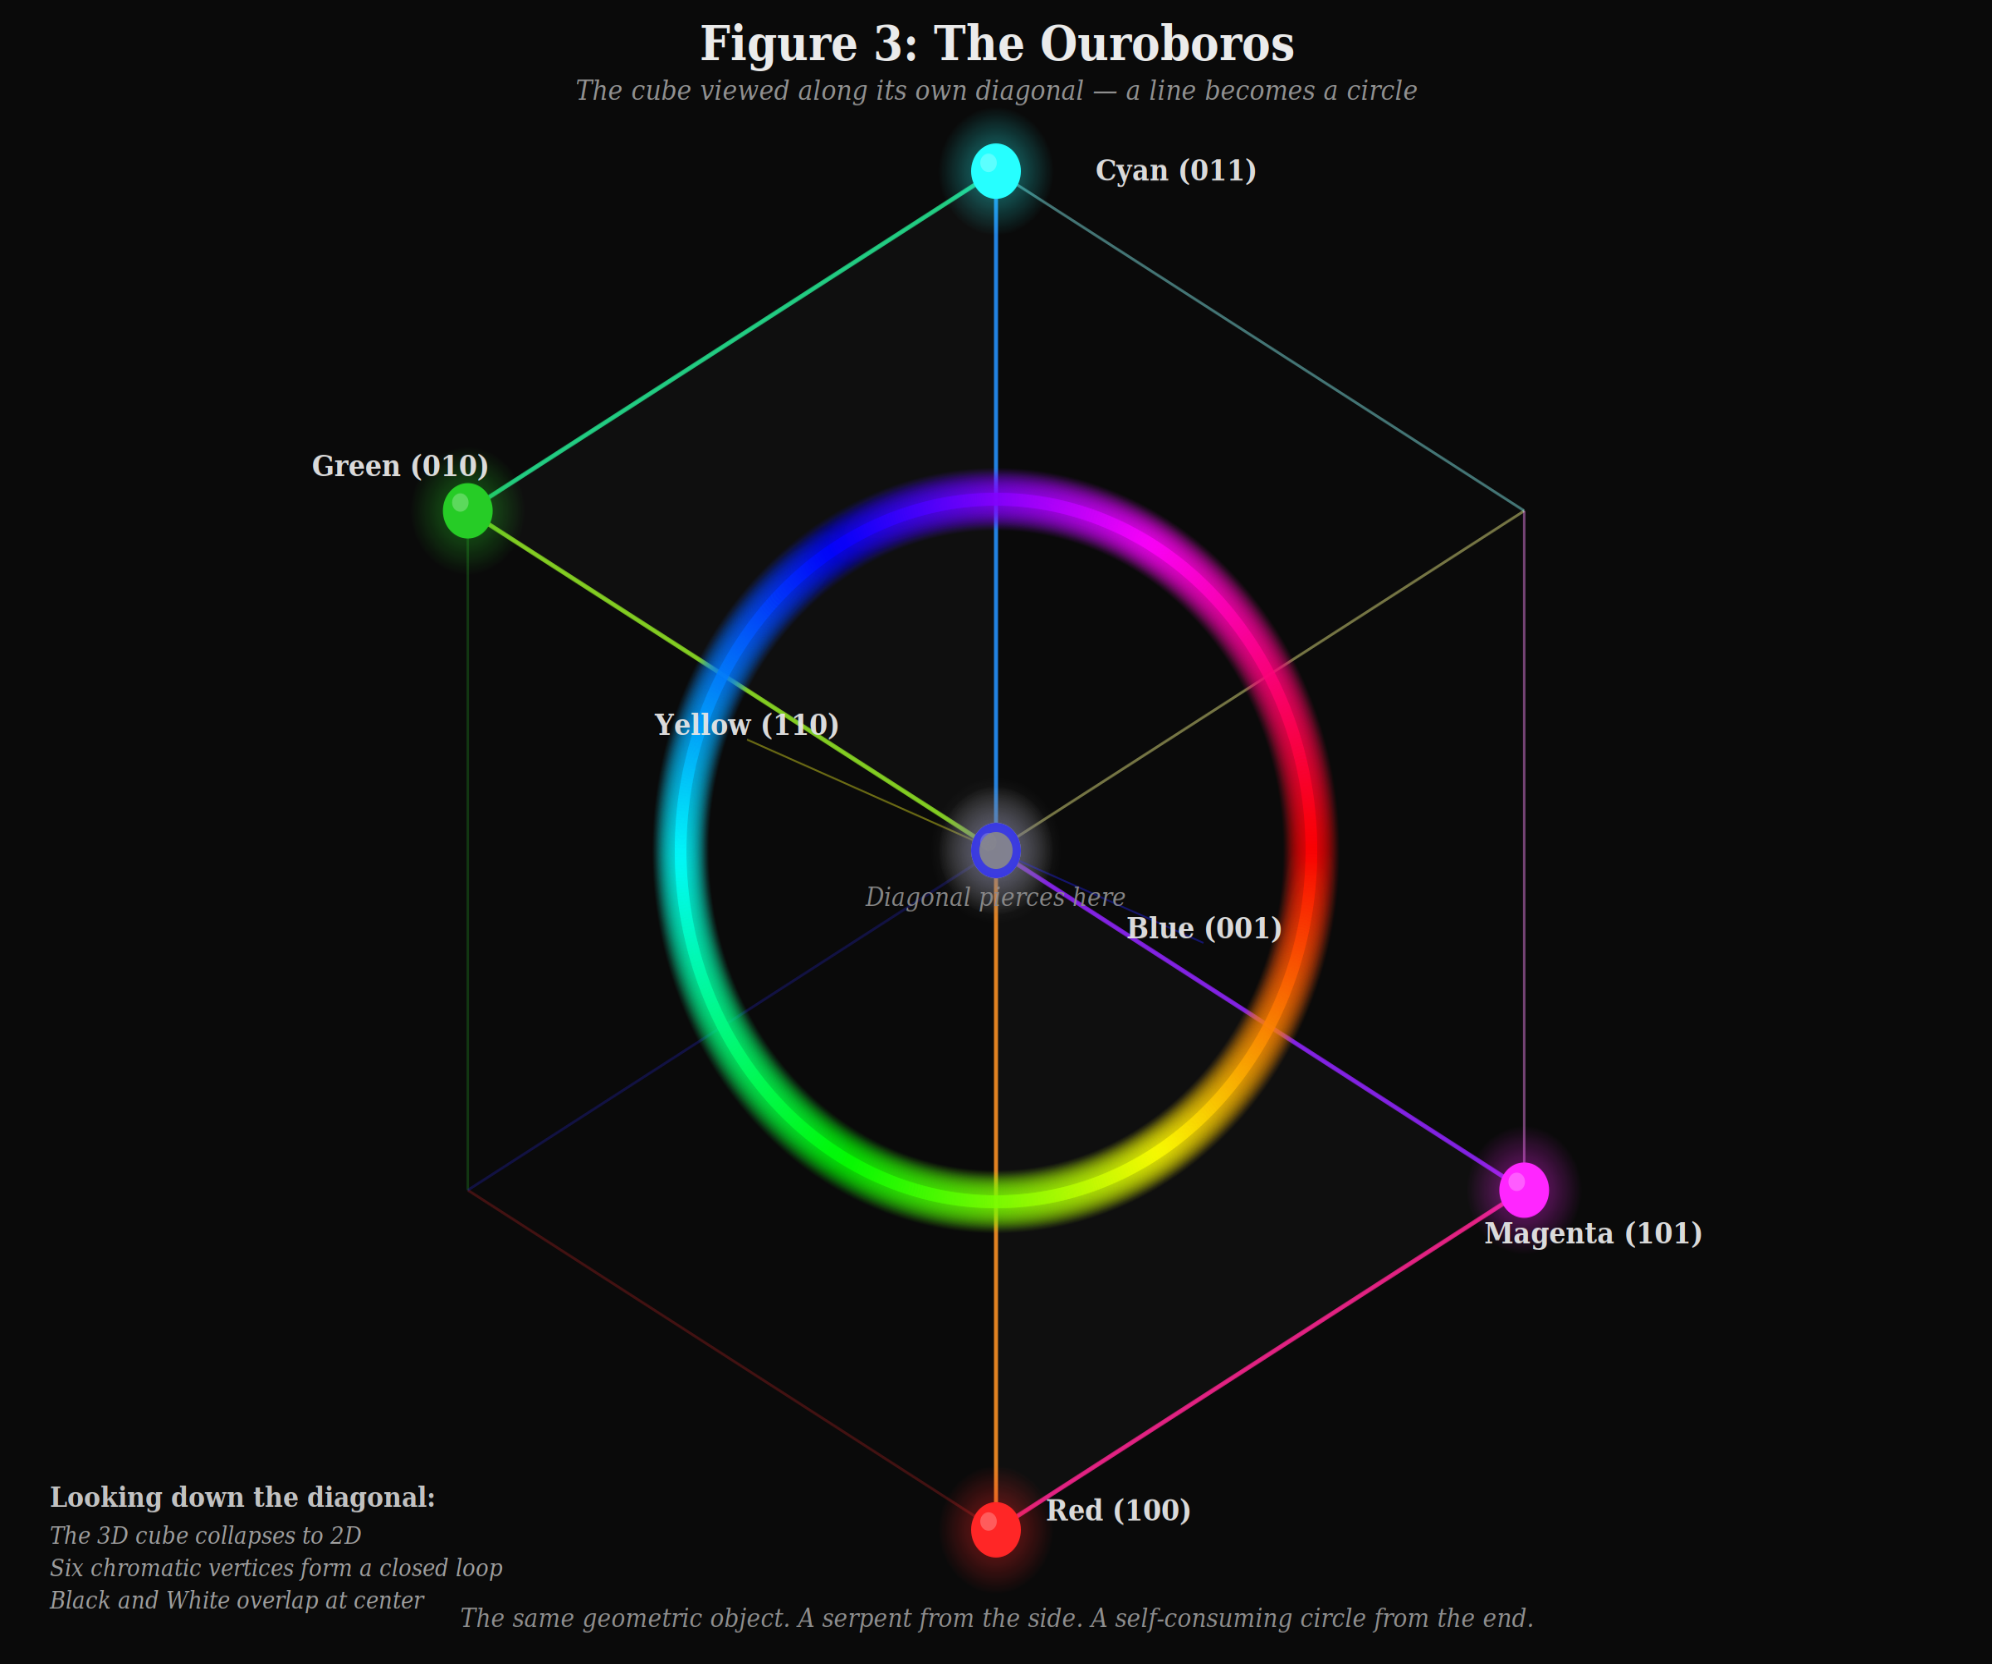 Figure 3: The Ouroboros
The cube viewed along its own diagonal — a line becomes a circle
Cyan (011)
Green (010)
Yellow (110)
Diagonal pierces here
Blue (001)
Magenta (101)
Red (100)
Looking down the diagonal:
The 3D cube collapses to 2D
Six chromatic vertices form a closed loop
Black and White overlap at center
The same geometric object. A serpent from the side. A self-consuming circle from the end.